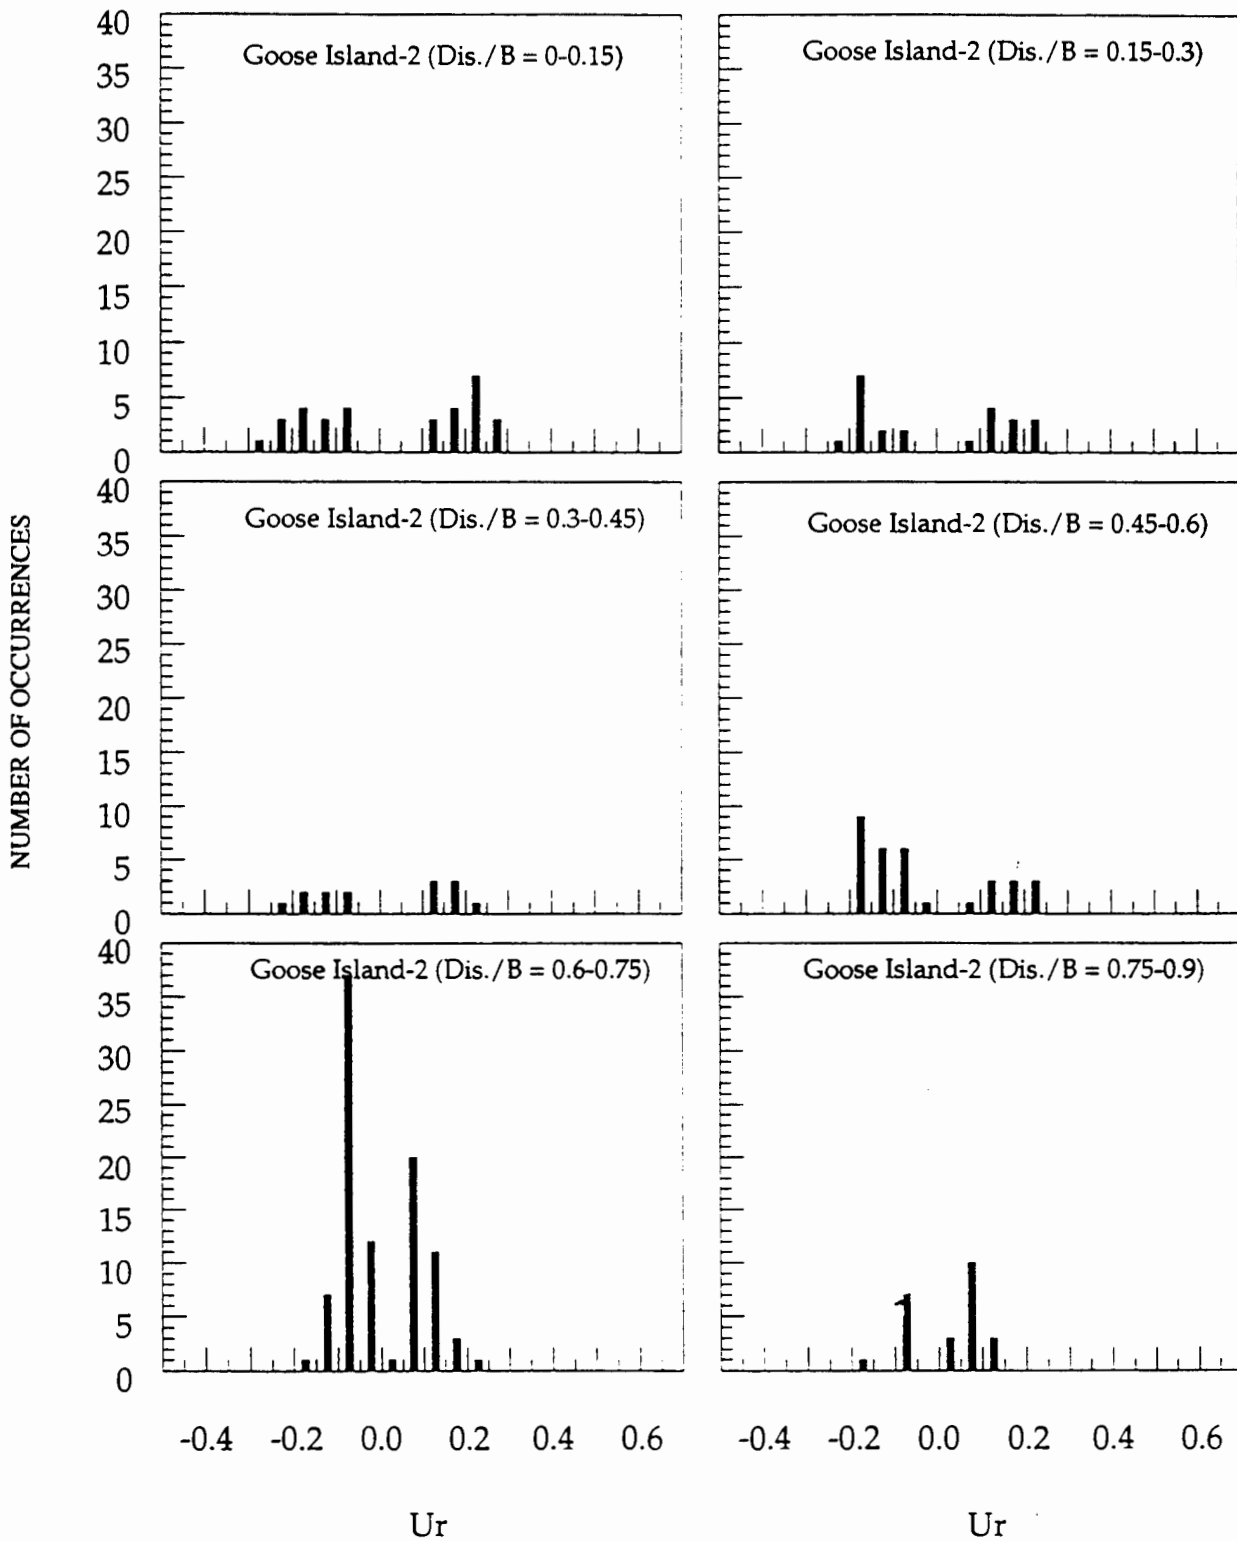 Goose Island-2 (Dis./B = 0-0.15)
Goose Island-2 (Dis./B = 0.15-0.3)
40
35
30
25
20
15
10
5
0
Goose Island-2 (Dis./B = 0.3-0.45)
Goose Island-2 (Dis./B = 0.45-0.6)
40
35
30
25
20
15
10
5
0
Goose Island-2 (Dis./B = 0.6-0.75)
Goose Island-2 (Dis./B = 0.75-0.9)
40
35
30
25
20
15
10
5
0
NUMBER OF OCCURRENCES
-0.4 -0.2 0.0 0.2 0.4 0.6
-0.4 -0.2 0.0 0.2 0.4 0.6
Ur
Ur